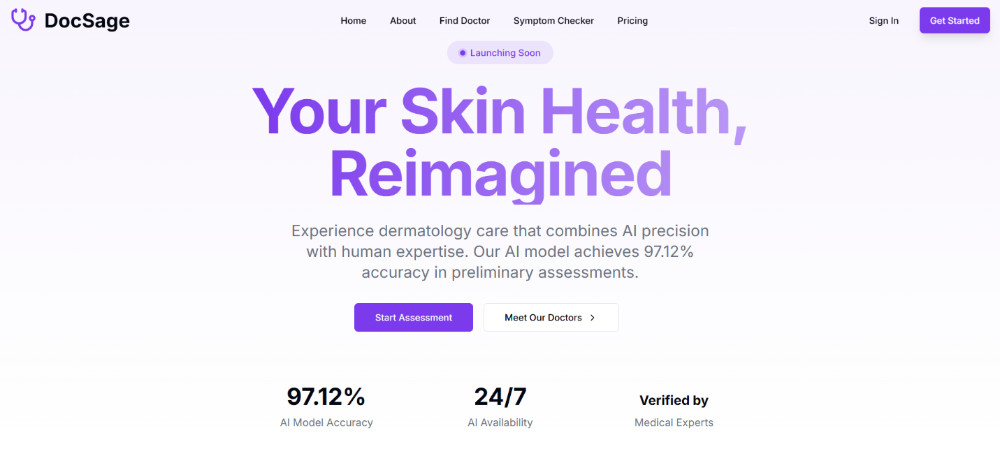 DocSage
Home About Find Doctor Symptom Checker Pricing
Sign In Get Started
Launching Soon
Your Skin Health,
Reimagined
Experience dermatology care that combines AI precision
with human expertise. Our AI model achieves 97.12%
accuracy in preliminary assessments.
Start Assessment Meet Our Doctors
97.12% 24/7 Verified by
AI Model Accuracy AI Availability Medical Experts